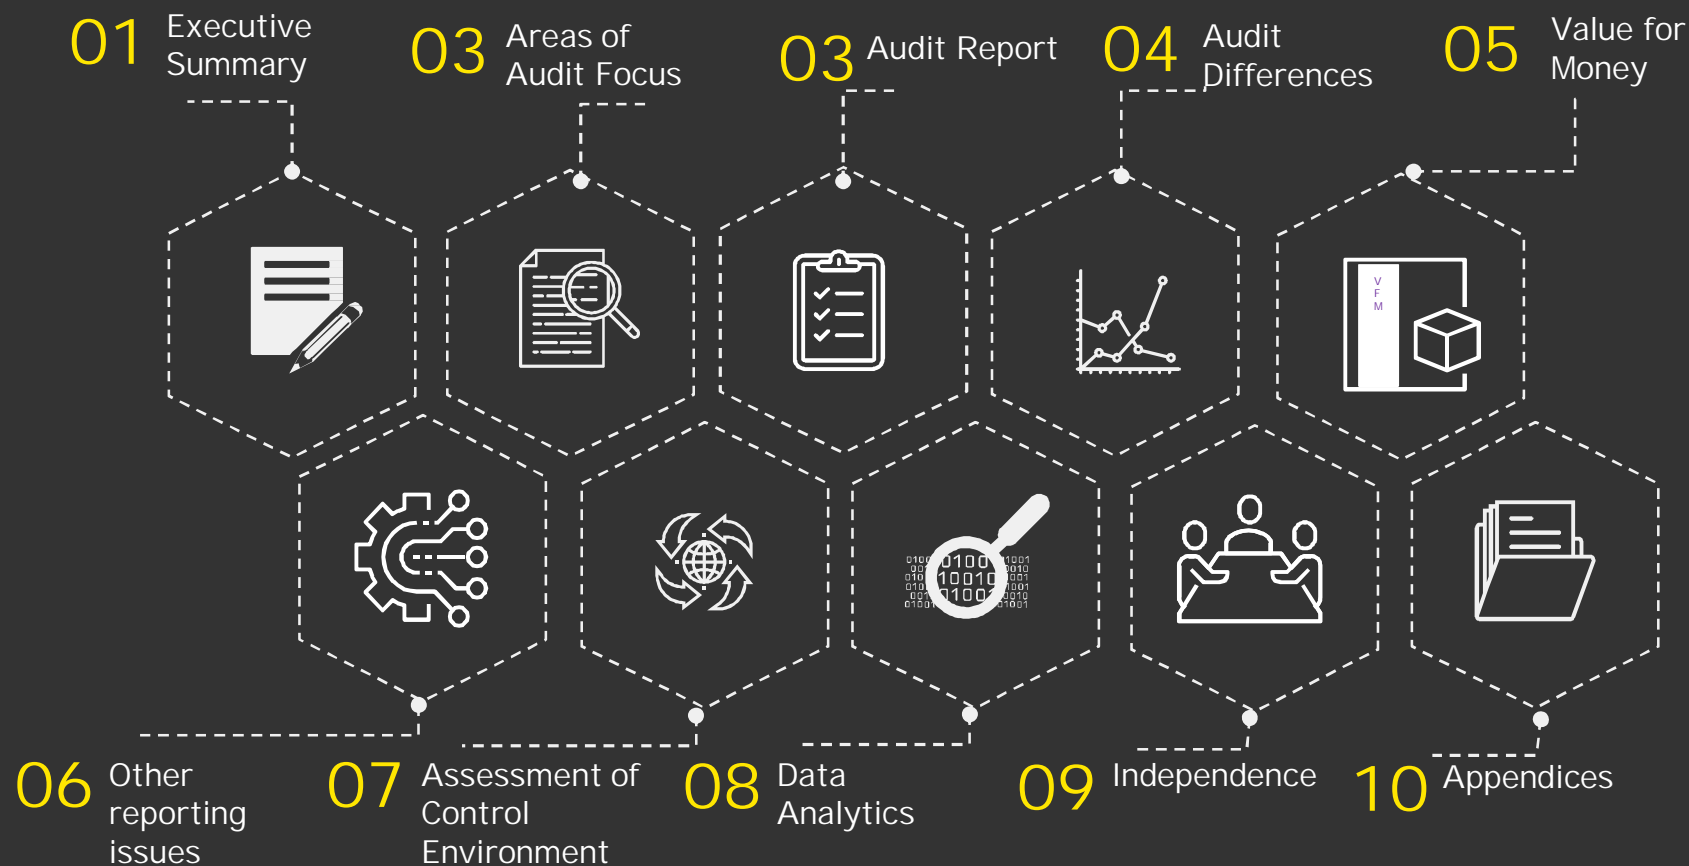 01 Executive
Summary
03 Areas of
Audit Focus
03 Audit Report
04 Audit
Differences
05 Value for
Money
V
F
M
06 Other
reporting
issues
07 Assessment of
Control
Environment
08 Data
Analytics
09 Independence
10 Appendices